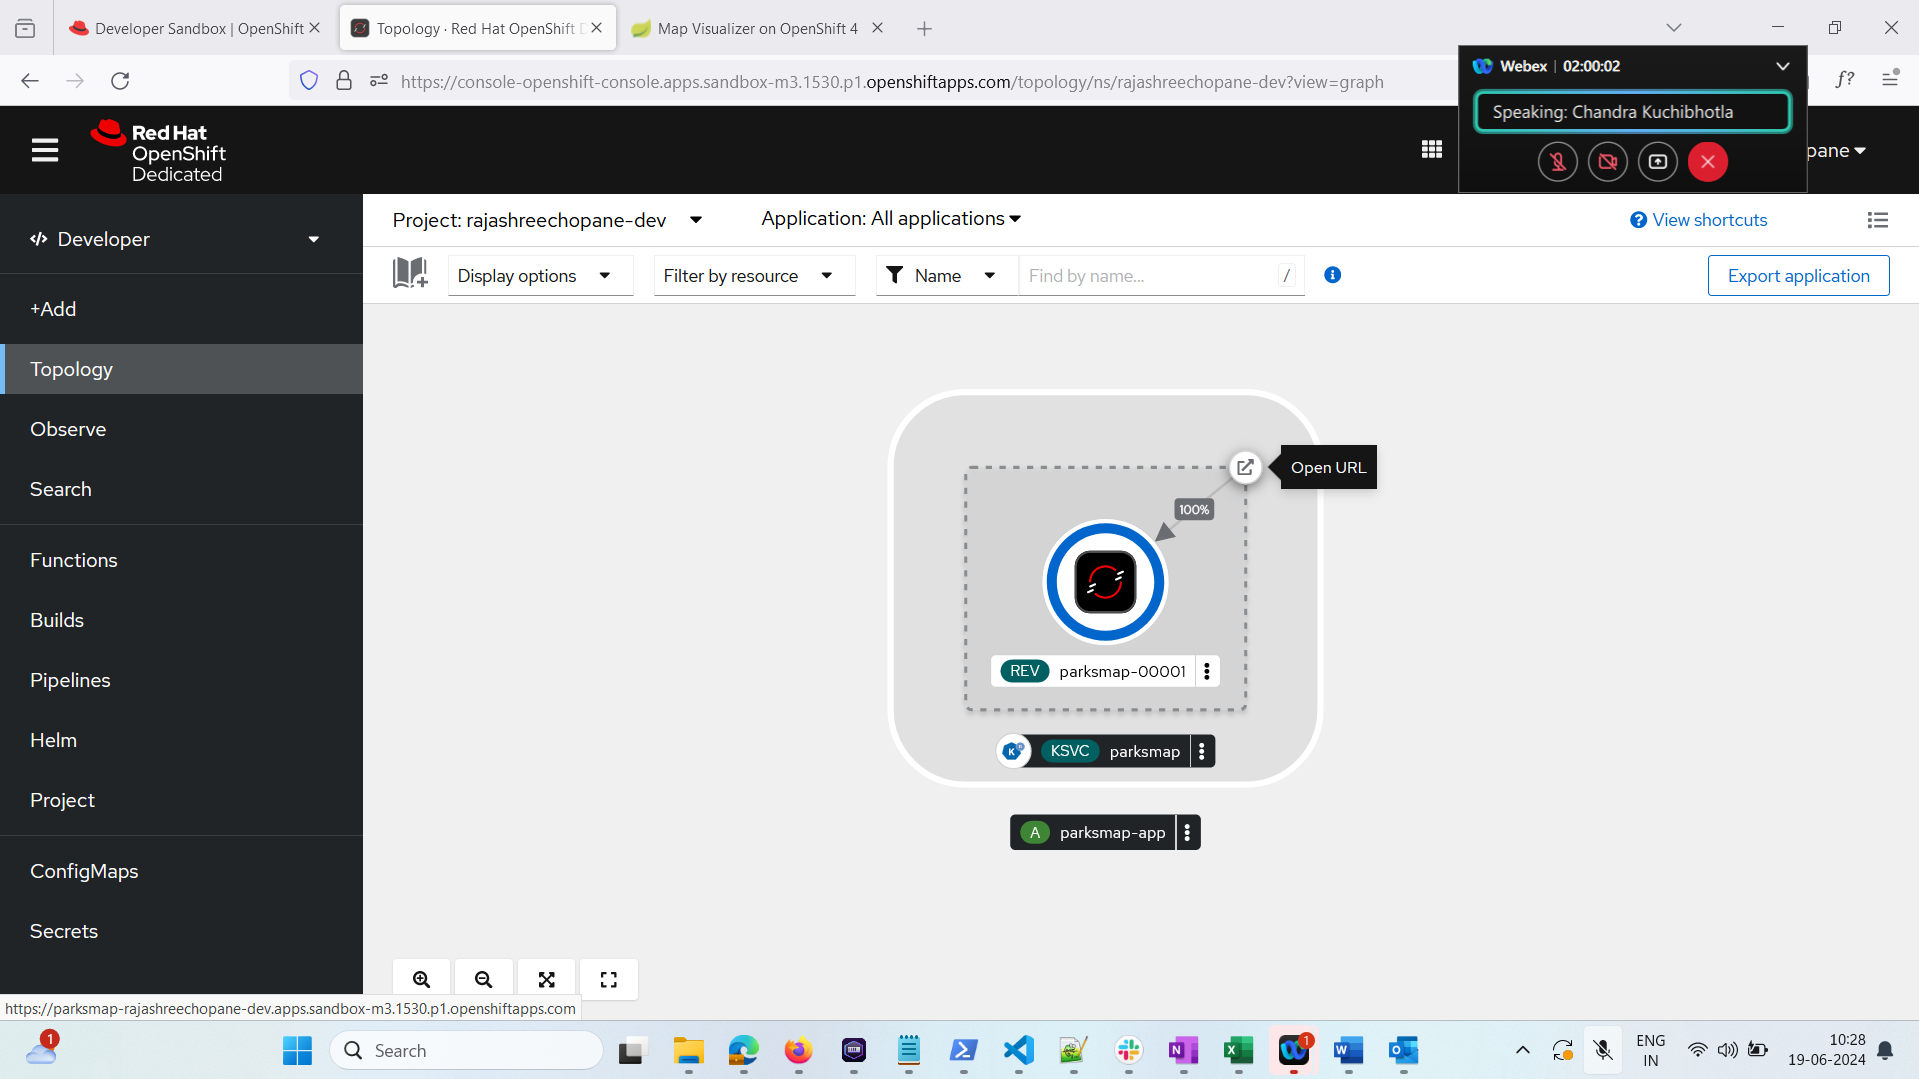 Developer Sandbox | OpenShift
Topology · Red Hat OpenShift D
Map Visualizer on OpenShift 4
https://console-openshift-console.apps.sandbox-m3.1530.p1.openshiftapps.com/topology/ns/rajashreechopane-dev?view=graph
Webex | 02:00:02
Speaking: Chandra Kuchibhotla
Red Hat
OpenShift
Dedicated
pane
Developer
+Add
Topology
Observe
Search
Functions
Builds
Pipelines
Helm
Project
ConfigMaps
Secrets
Project: rajashreechopane-dev
Application: All applications
View shortcuts
Display options
Filter by resource
Name
Find by name...
/
Export application
Open URL
100%
REV parksmap-00001
K KSVC parksmap
A parksmap-app
https://parksmap-rajashreechopane-dev.apps.sandbox-m3.1530.p1.openshiftapps.com
1
Search
1
ENG
IN
10:28
19-06-2024